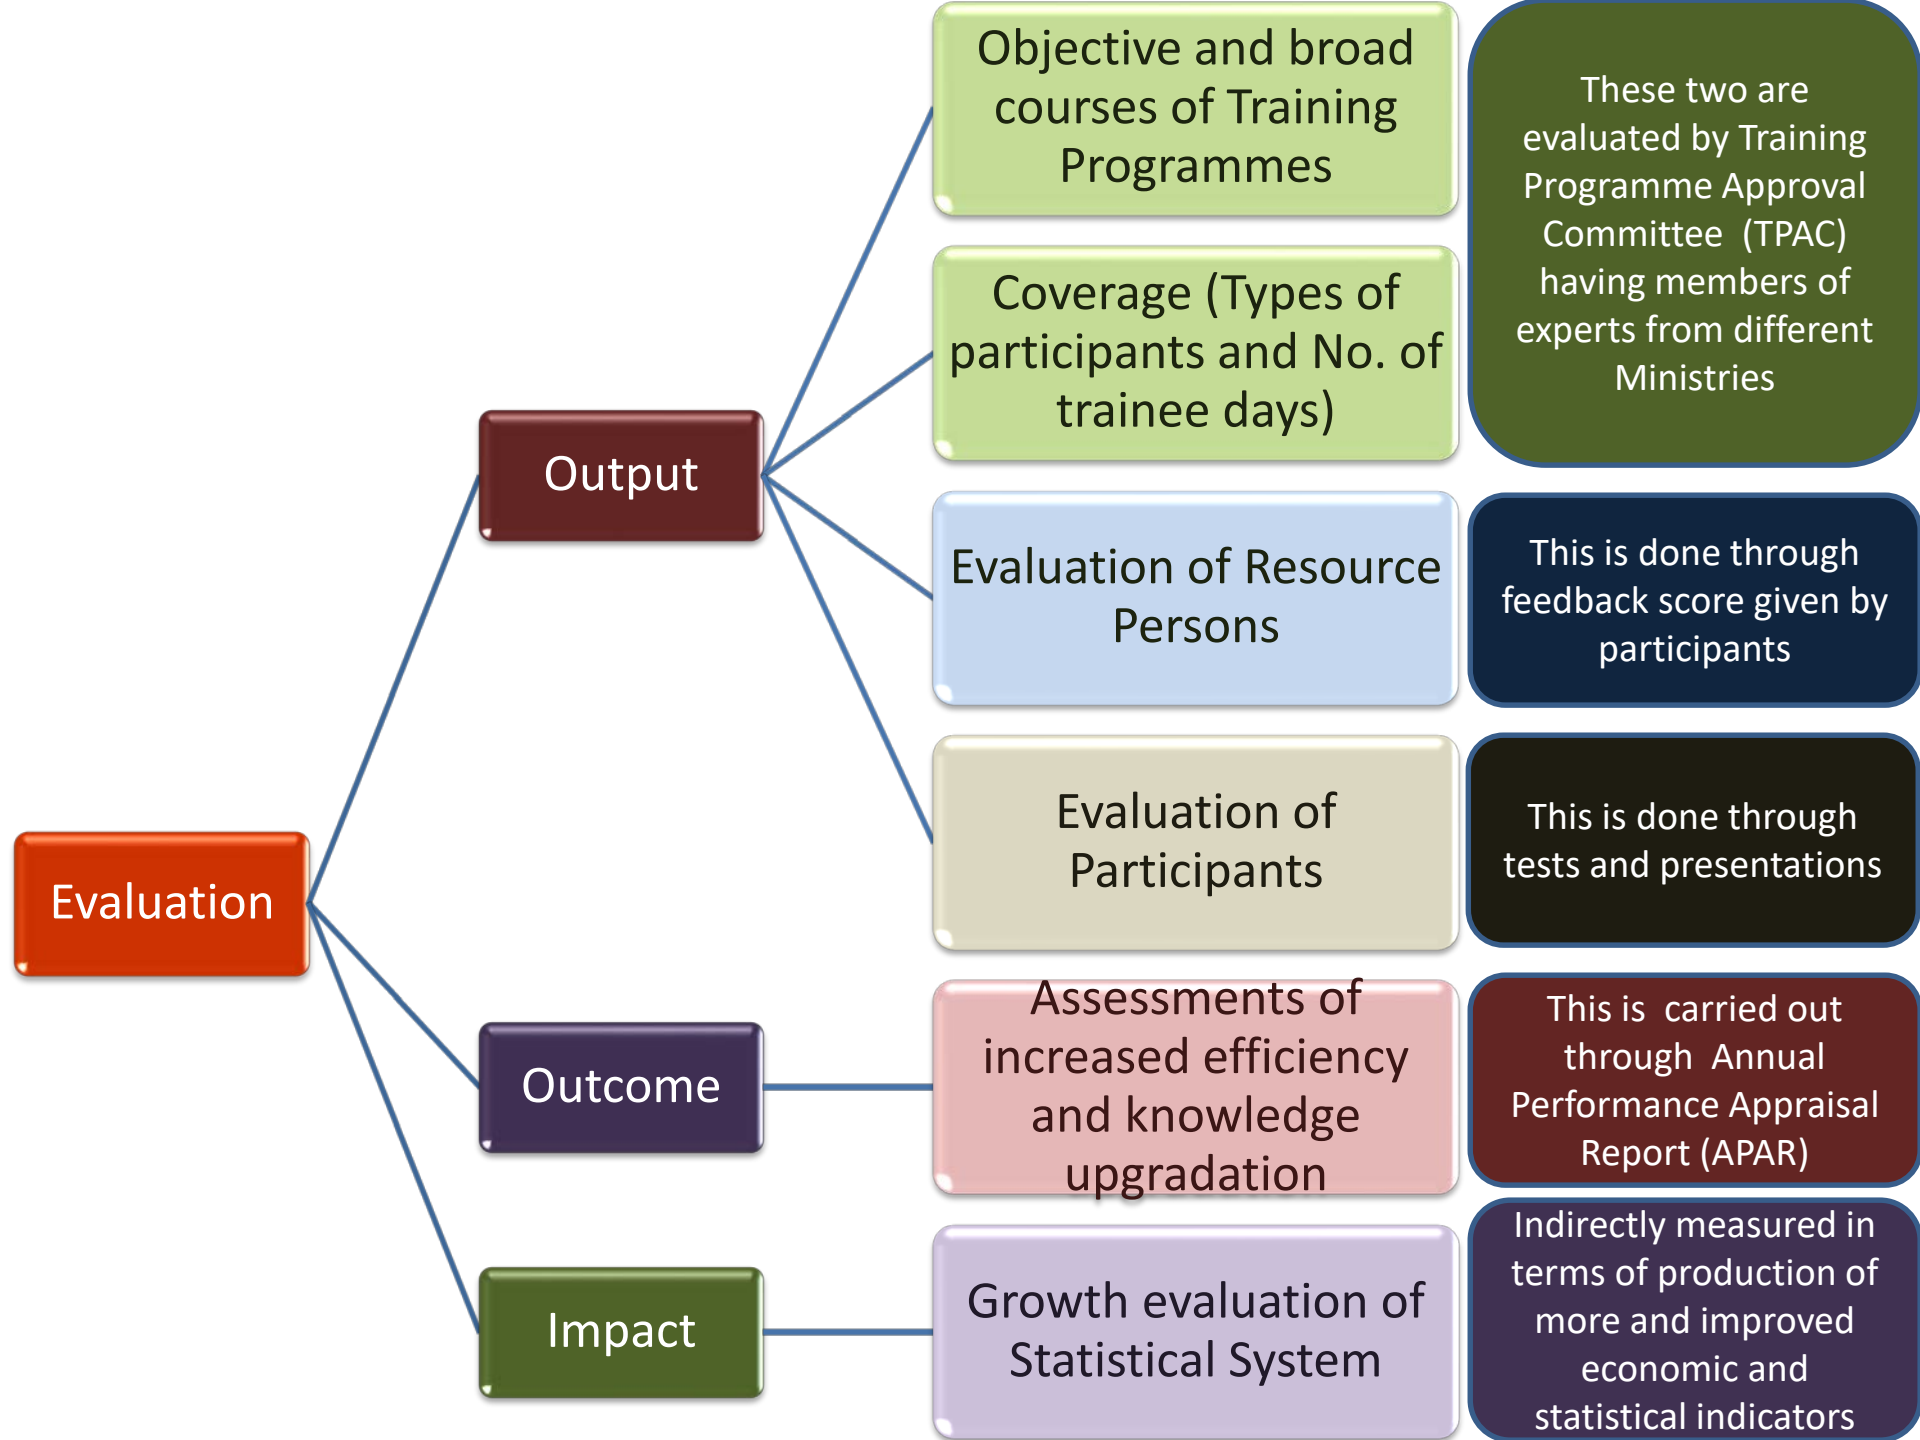 Objective and broad
courses of Training
Programmes
These two are
evaluated by Training
Programme Approval
Committee  (TPAC)
having members of
experts from different
Ministries
Coverage (Types of
participants and No. of
trainee days)
Output
Evaluation of Resource
Persons
This is done through
feedback score given by
participants
Evaluation of
Participants
This is done through
tests and presentations
Evaluation
Outcome
Assessments of
increased efficiency
and knowledge
upgradation
This is  carried out
through  Annual
Performance Appraisal
Report (APAR)
Impact
Growth evaluation of
Statistical System
Indirectly measured in
terms of production of
more and improved
economic and
statistical indicators